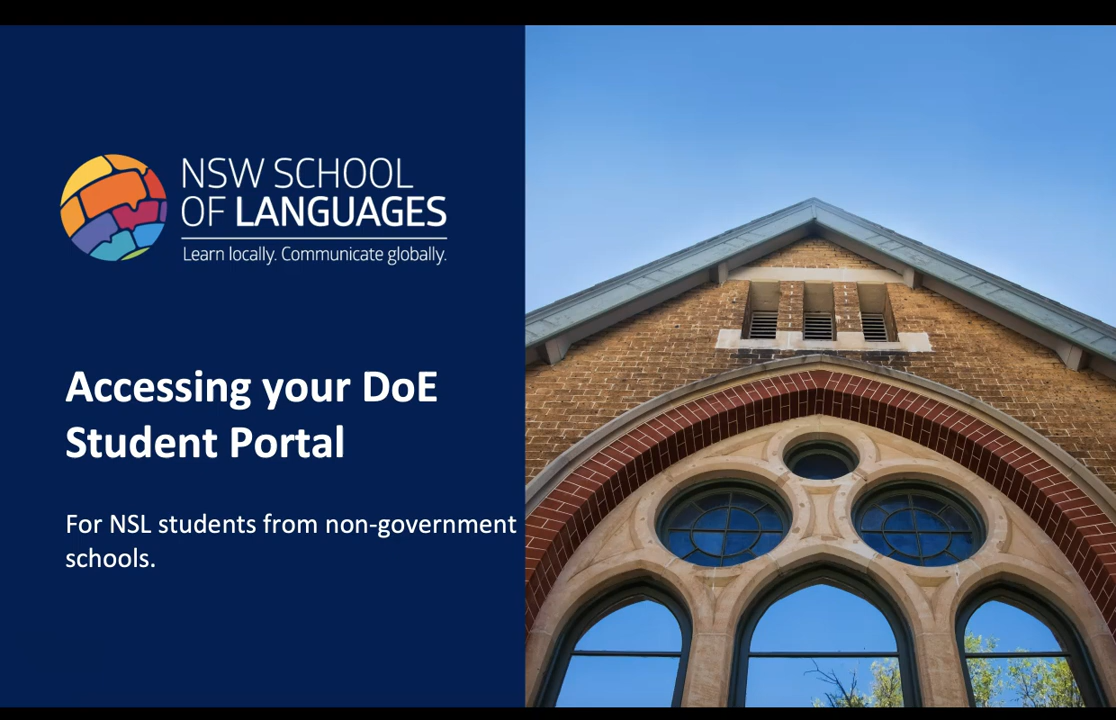 NSW SCHOOL
OF LANGUAGES
Learn locally. Communicate globally.
Accessing your DoE
Student Portal
For NSL students from non-government
schools.